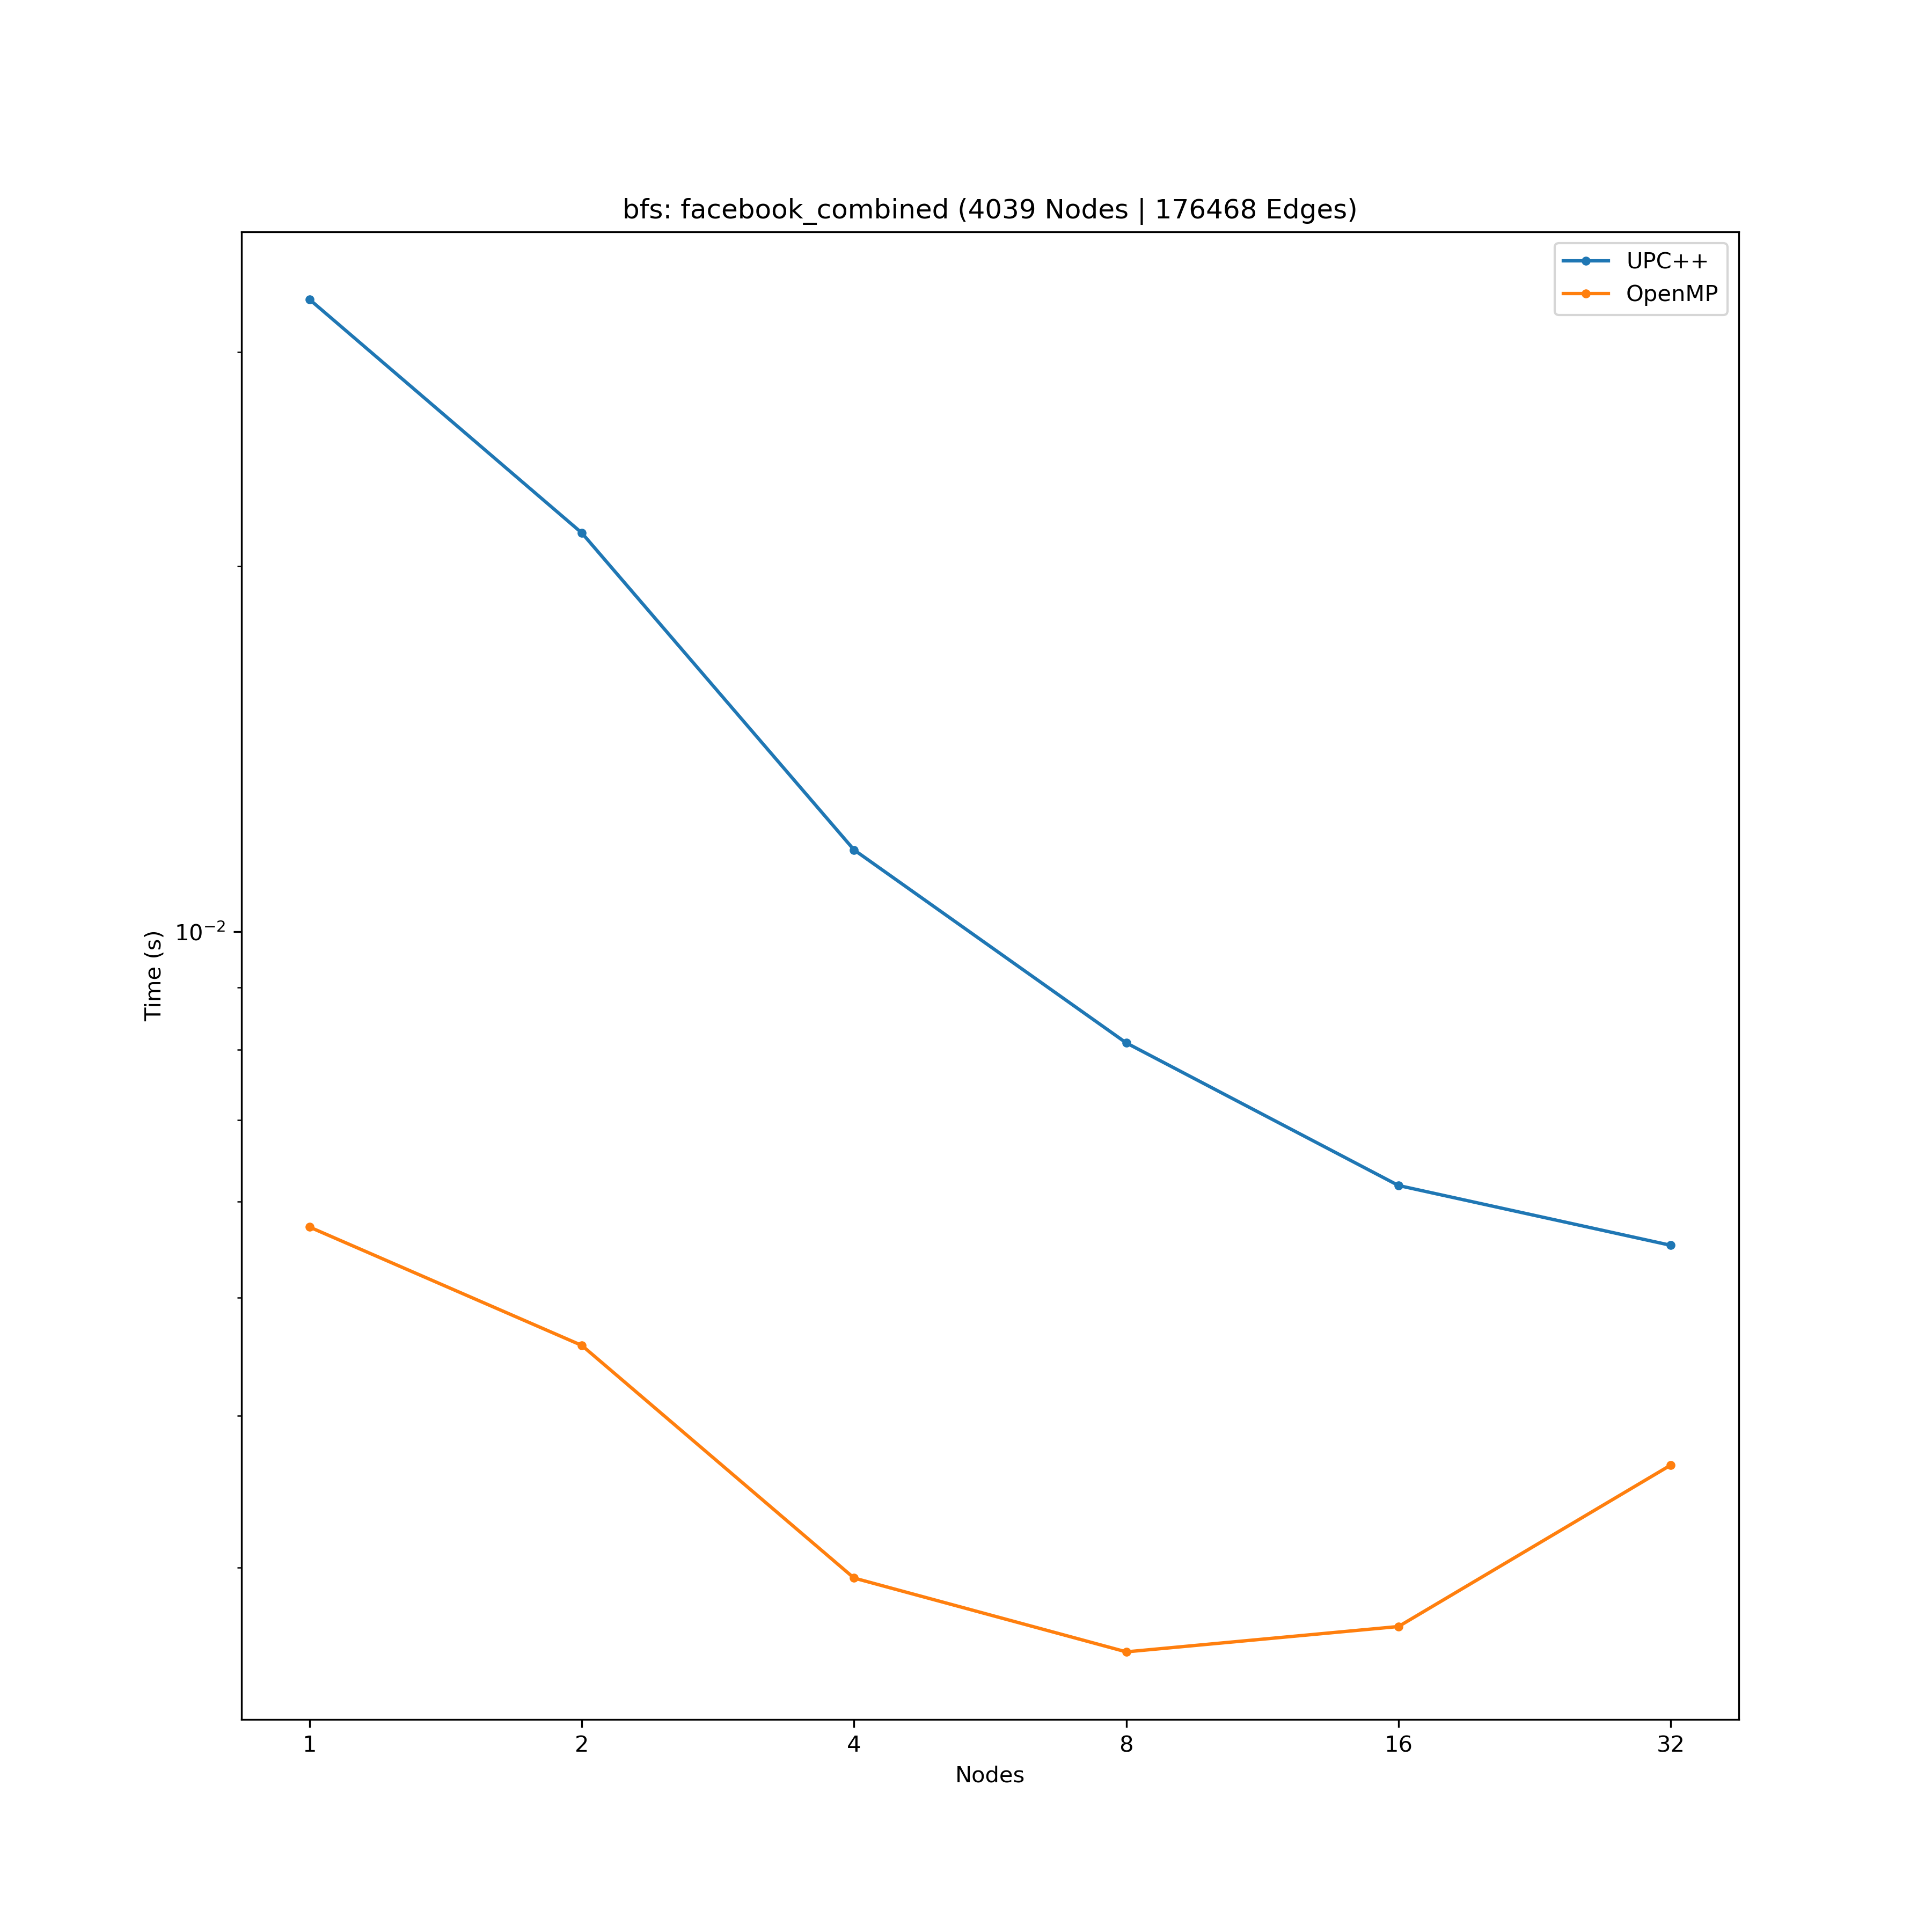 bfs: facebook_combined (4039 Nodes | 176468 Edges)
UPC++
OpenMP
Time (s)
10⁻²
1 2 4 8 16 32
Nodes